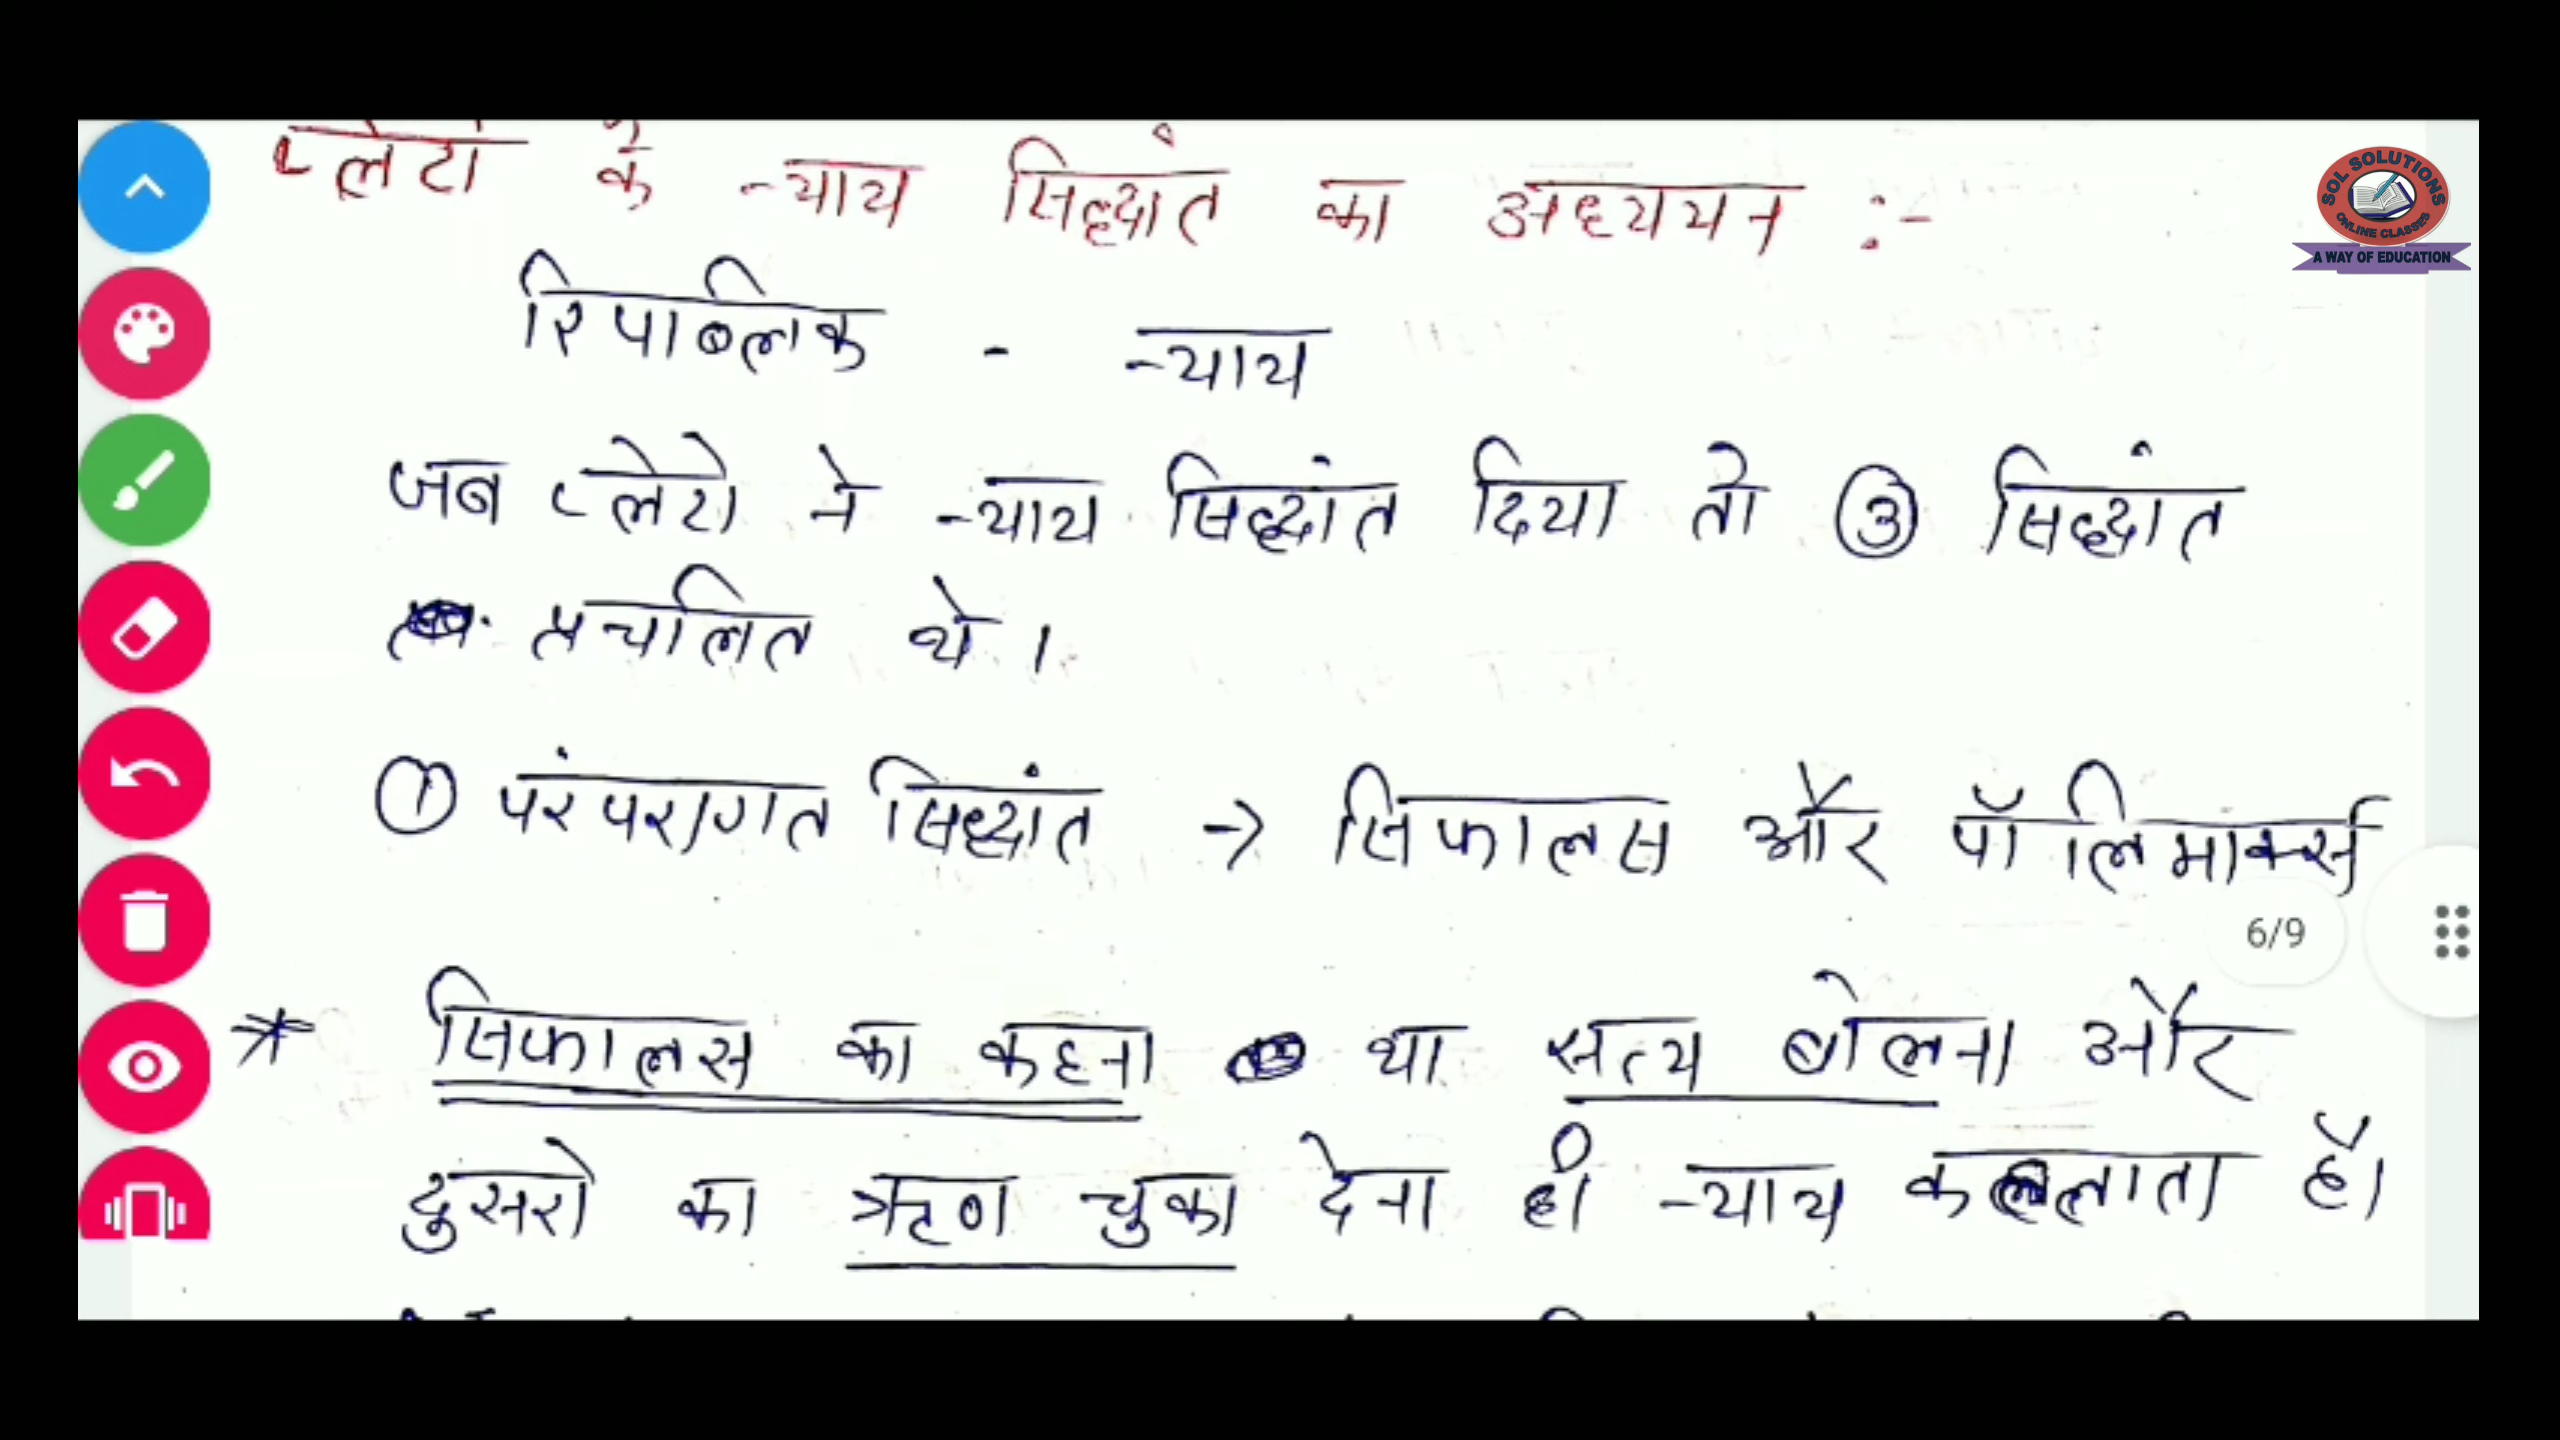 प्लेटो के न्याय सिद्धांत का अध्ययन :-
SOL SOLUTIONS
ONLINE CLASSES
A WAY OF EDUCATION
रिपब्लिक - न्याय
जब प्लेटो ने न्याय सिद्धांत दिया तो ③ सिद्धांत
प्रचलित थे।
① परंपरागत सिद्धांत → सिफालस और पॉलिमार्क्स
6/9
* सिफालस का कहना था सत्य बोलना और
दुसरो का ऋण चुका देना ही न्याय कहलाता है।